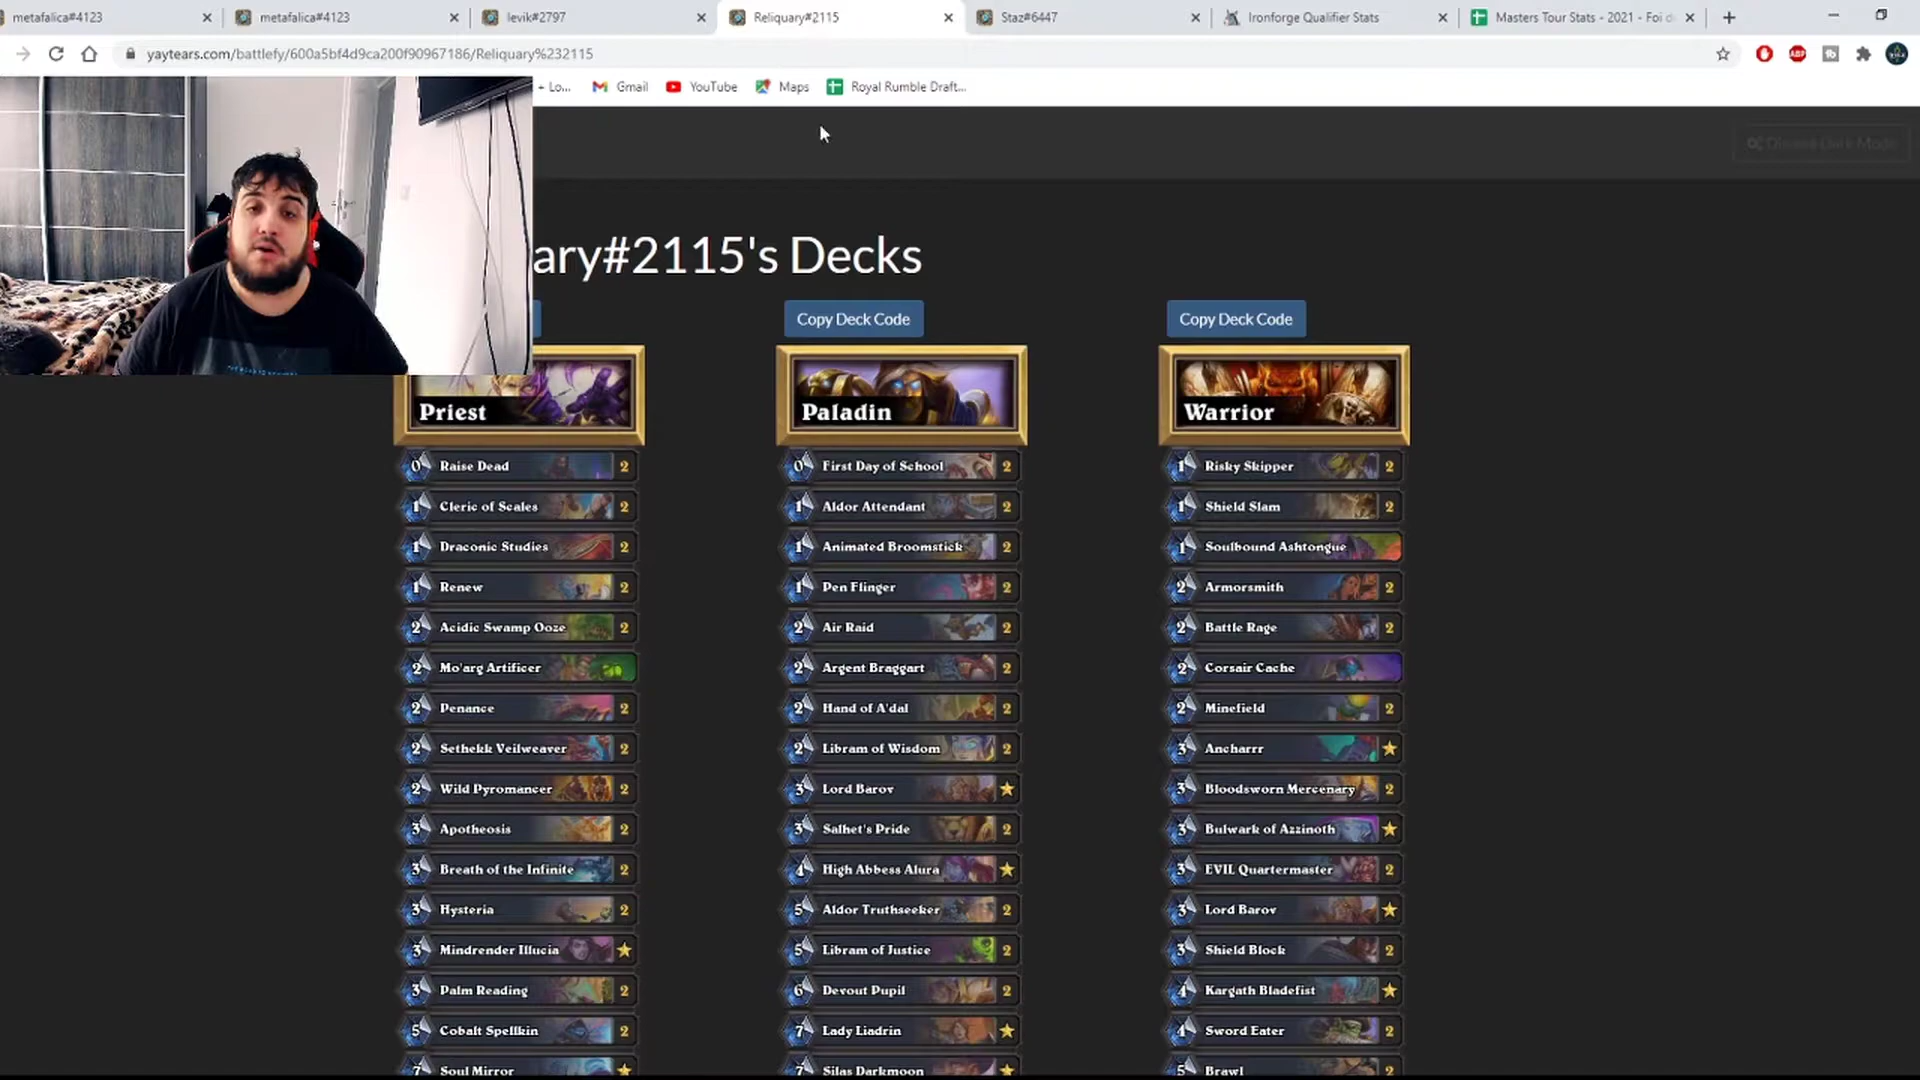 metafalica#4123
metafalica#4123
levik#2797
Reliquary#2115
Staz#6447
Ironforge Qualifier Stats
Masters Tour Stats - 2021 - Foi d
yaytears.com/battlefy/600a5bf4d9ca200f90967186/Reliquary%232115
ABP
+ Lo...
Gmail
YouTube
Maps
Royal Rumble Draft...
Disable Dark Mode
ary#2115's Decks
Copy Deck Code
Copy Deck Code
Priest
0 Raise Dead 2
1 Cleric of Scales 2
1 Draconic Studies 2
1 Renew 2
2 Acidic Swamp Ooze 2
2 Mo'arg Artificer
2 Penance 2
2 Sethekk Veilweaver 2
2 Wild Pyromancer 2
3 Apotheosis 2
3 Breath of the Infinite 2
3 Hysteria 2
3 Mindrender Illucia
3 Palm Reading 2
5 Cobalt Spellkin 2
7 Soul Mirror
Paladin
0 First Day of School 2
1 Aldor Attendant 2
1 Animated Broomstick 2
1 Pen Flinger 2
2 Air Raid 2
2 Argent Braggart 2
2 Hand of A'dal 2
2 Libram of Wisdom 2
3 Lord Barov
3 Salhet's Pride 2
4 High Abbess Alura
5 Aldor Truthseeker 2
5 Libram of Justice 2
6 Devout Pupil 2
7 Lady Liadrin
7 Silas Darkmoon
Warrior
1 Risky Skipper 2
1 Shield Slam 2
1 Soulbound Ashtongue
2 Armorsmith 2
2 Battle Rage 2
2 Corsair Cache
2 Minefield 2
3 Ancharrr
3 Bloodsworn Mercenary 2
3 Bulwark of Azzinoth
3 EVIL Quartermaster 2
3 Lord Barov
3 Shield Block 2
4 Kargath Bladefist
4 Sword Eater 2
5 Brawl 2